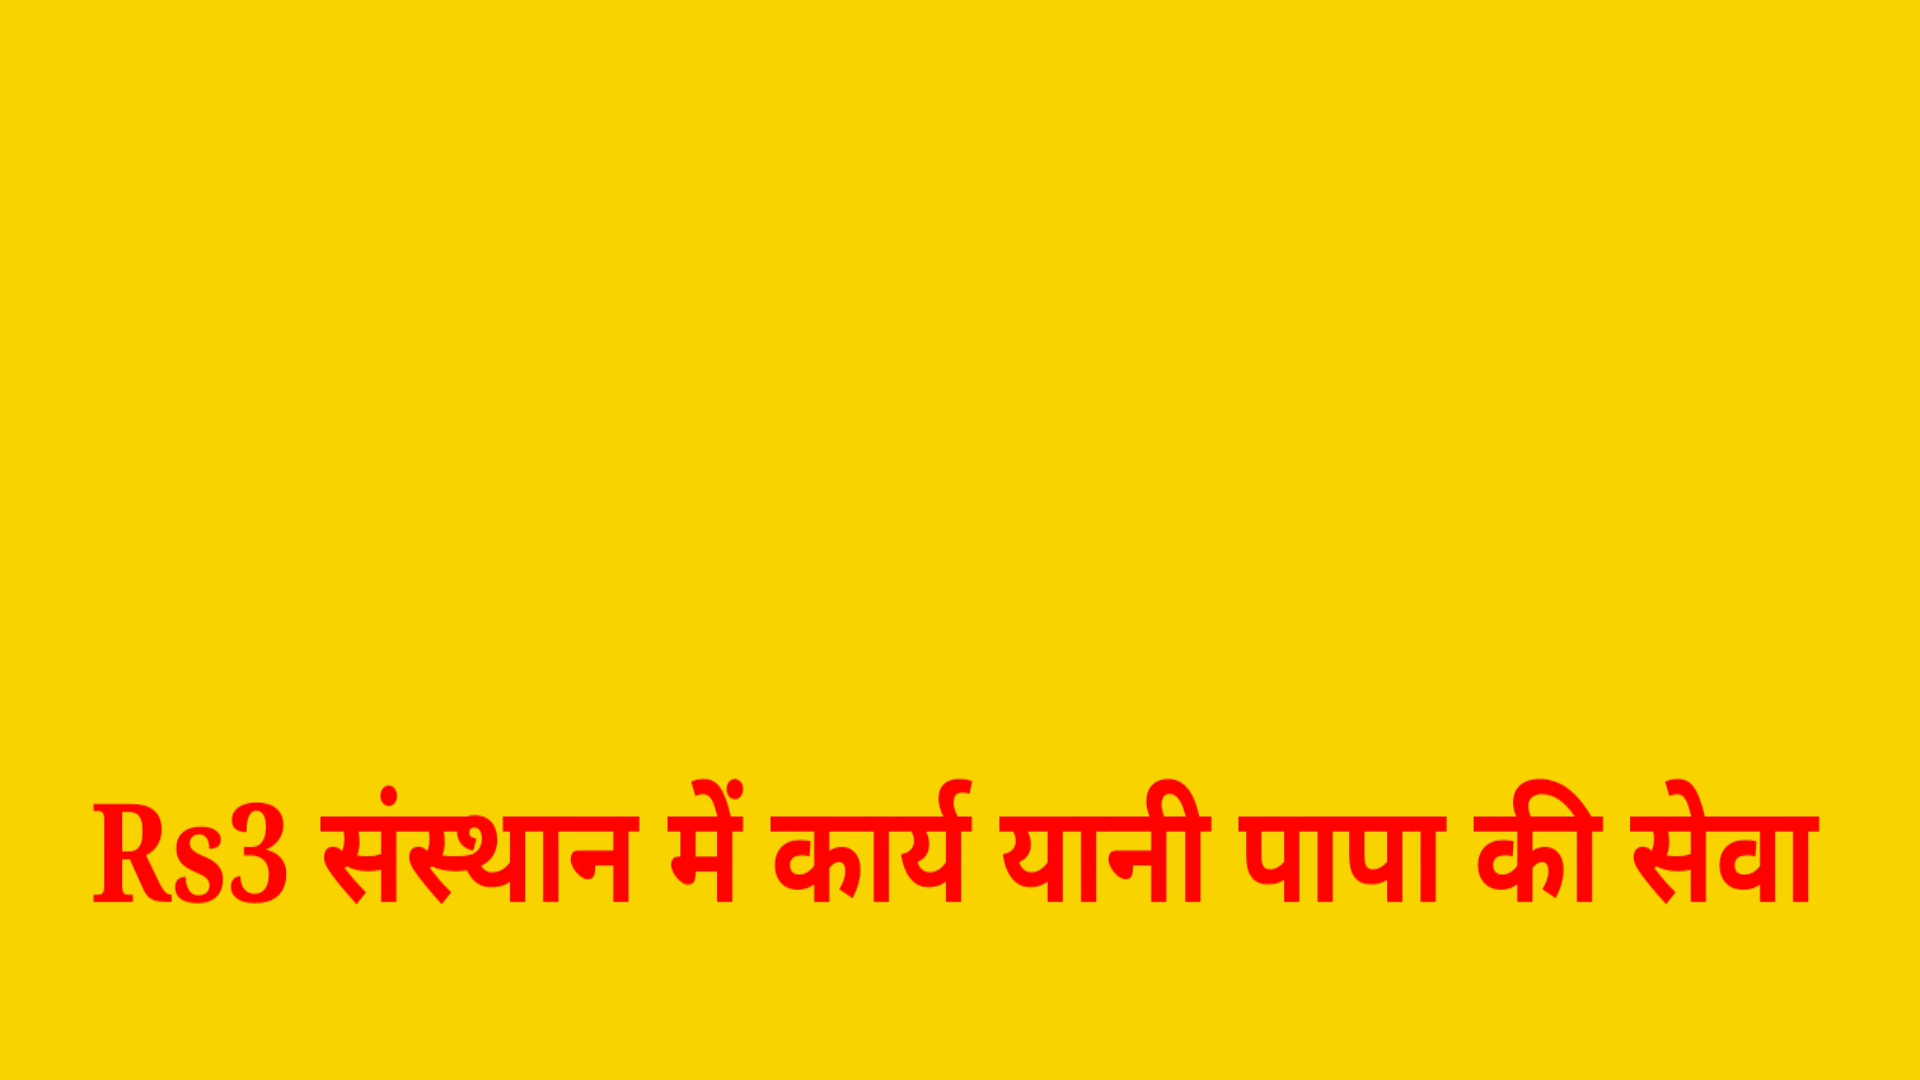 Rs3 संस्थान में कार्य यानी पापा की सेवा